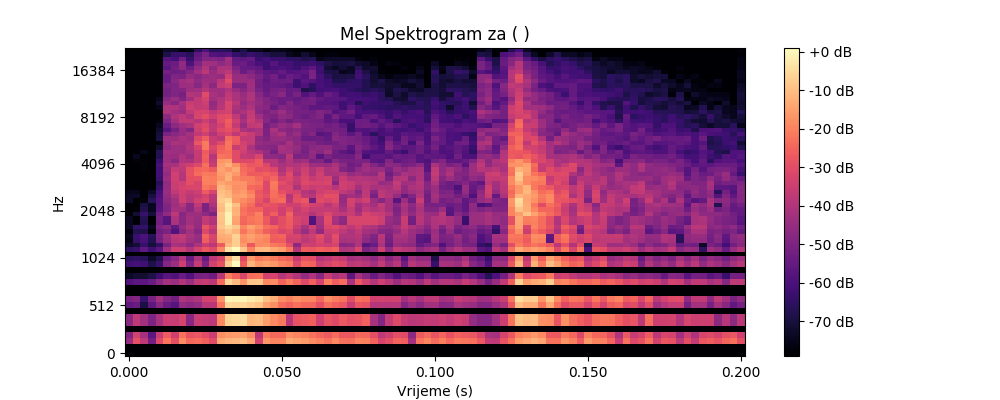 Mel Spektrogram za ( )
Hz
16384
8192
4096
2048
1024
512
0
0.000 0.050 0.100 0.150 0.200
Vrijeme (s)
+0 dB
-10 dB
-20 dB
-30 dB
-40 dB
-50 dB
-60 dB
-70 dB